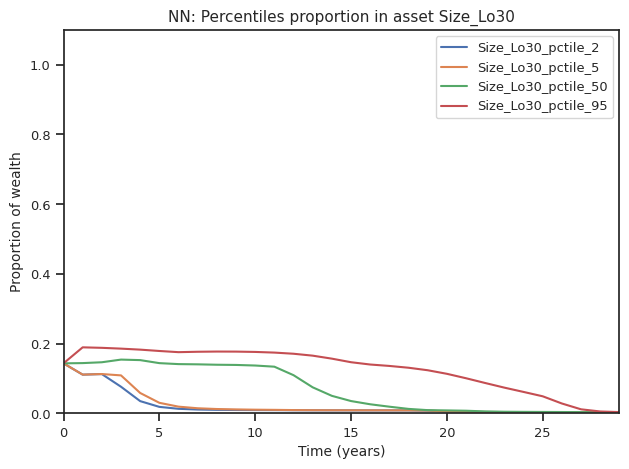 NN: Percentiles proportion in asset Size_Lo30
Size_Lo30_pctile_2
Size_Lo30_pctile_5
Size_Lo30_pctile_50
Size_Lo30_pctile_95
Proportion of wealth
1.0
0.8
0.6
0.4
0.2
0.0
0 5 10 15 20 25
Time (years)